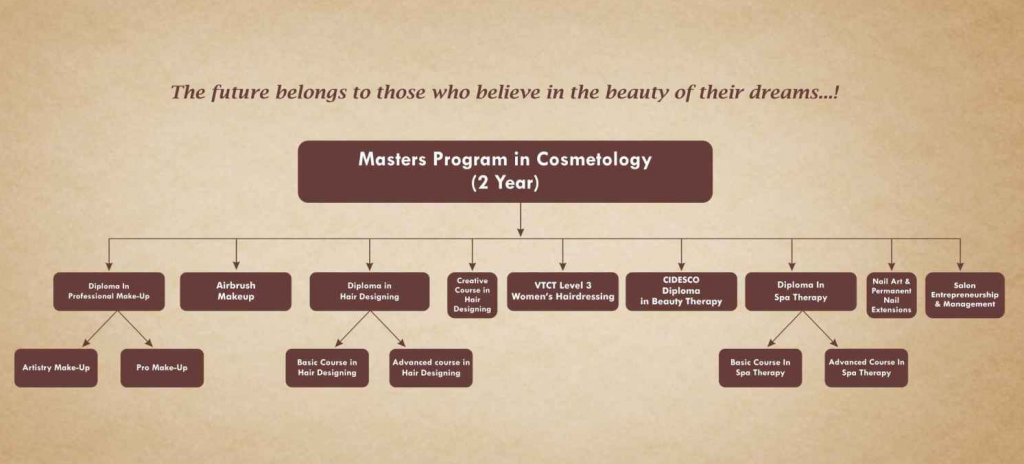 The future belongs to those who believe in the beauty of their dreams...!
Masters Program in Cosmetology
(2 Year)
Diploma In
Professional Make-Up
Airbrush
Makeup
Diploma in
Hair Designing
Creative
Course in
Hair
Designing
VTCT Level 3
Women's Hairdressing
CIDESCO
Diploma
in Beauty Therapy
Diploma In
Spa Therapy
Nail Art &
Permanent
Nail
Extensions
Salon
Entrepreneurship
& Management
Artistry Make-Up
Pro Make-Up
Basic Course in
Hair Designing
Advanced course in
Hair Designing
Basic Course In
Spa Therapy
Advanced Course In
Spa Therapy